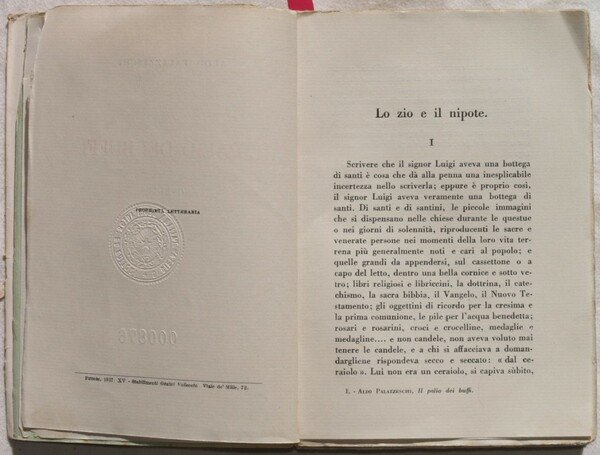 PROPRIETÀ LETTERARIA
000876
Firenze, 1937 - XV - Stabilimenti Grafici Vallecchi Viale de' Mille, 72.
Lo zio e il nipote.
I
Scrivere che il signor Luigi aveva una bottega
di santi è cosa che dà alla penna una inesplicabile
incertezza nello scriverla; eppure è proprio così,
il signor Luigi aveva veramente una bottega di
santi. Di santi e di santini, le piccole immagini
che si dispensano nelle chiese durante le questue
o nei giorni di solennità, riproducenti le sacre e
venerate persone nei momenti della loro vita ter-
rena più generalmente noti e cari al popolo; e
quelle grandi da appendersi, sul cassettone o a
capo del letto, dentro una bella cornice e sotto ve-
tro; libri religiosi e libriccini, la dottrina, il cate-
chismo, la sacra bibbia, il Vangelo, il Nuovo Te-
stamento; gli oggettini di ricordo per la cresima e
la prima comunione, le pile per l'acqua benedetta;
rosari e rosarini, croci e crocelline, medaglie e
medagline.... e non candele, non aveva voluto mai
tenere le candele, e a chi si affacciava a doman-
dargliene rispondeva secco e seccato: « dal ce-
raiolo ». Lui non era un ceraiolo, si capiva sùbito,
1. - Aldo Palazzeschi, Il palio dei buffi.